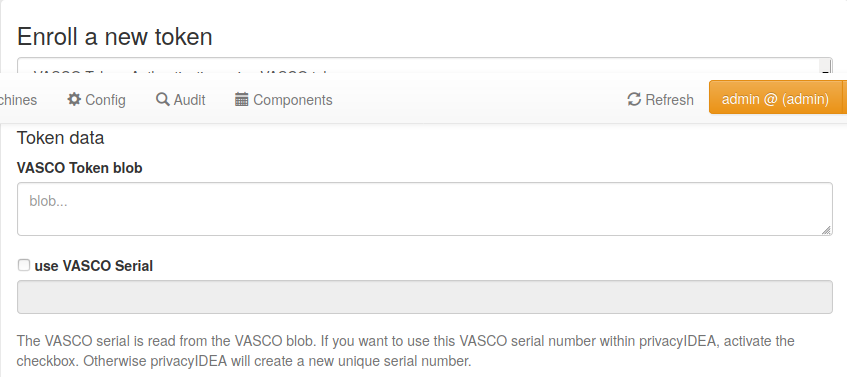 Enroll a new token
Config Audit Components Refresh admin @ (admin)
Token data
VASCO Token blob
blob...
use VASCO Serial
The VASCO serial is read from the VASCO blob. If you want to use this VASCO serial number within privacyIDEA, activate the
checkbox. Otherwise privacyIDEA will create a new unique serial number.